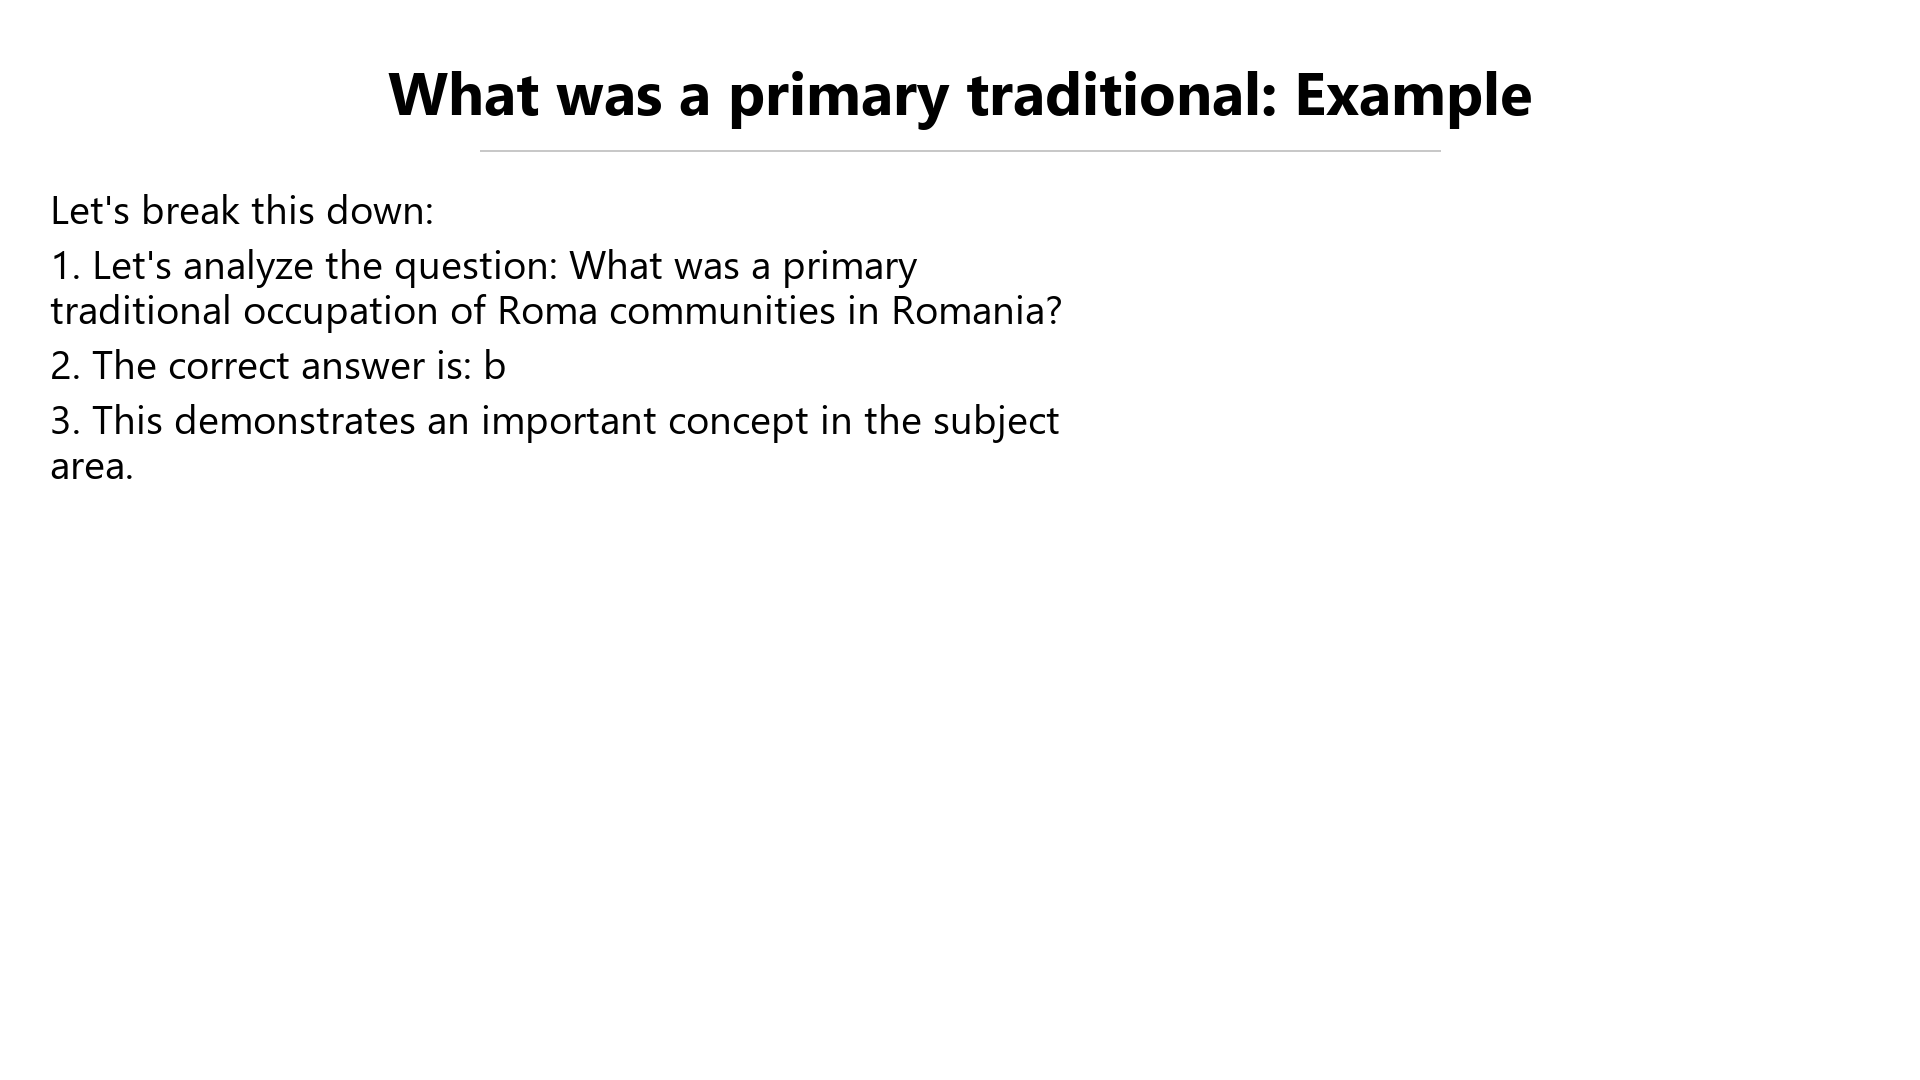 What was a primary traditional: Example
Let's break this down:
1. Let's analyze the question: What was a primary
traditional occupation of Roma communities in Romania?
2. The correct answer is: b
3. This demonstrates an important concept in the subject
area.